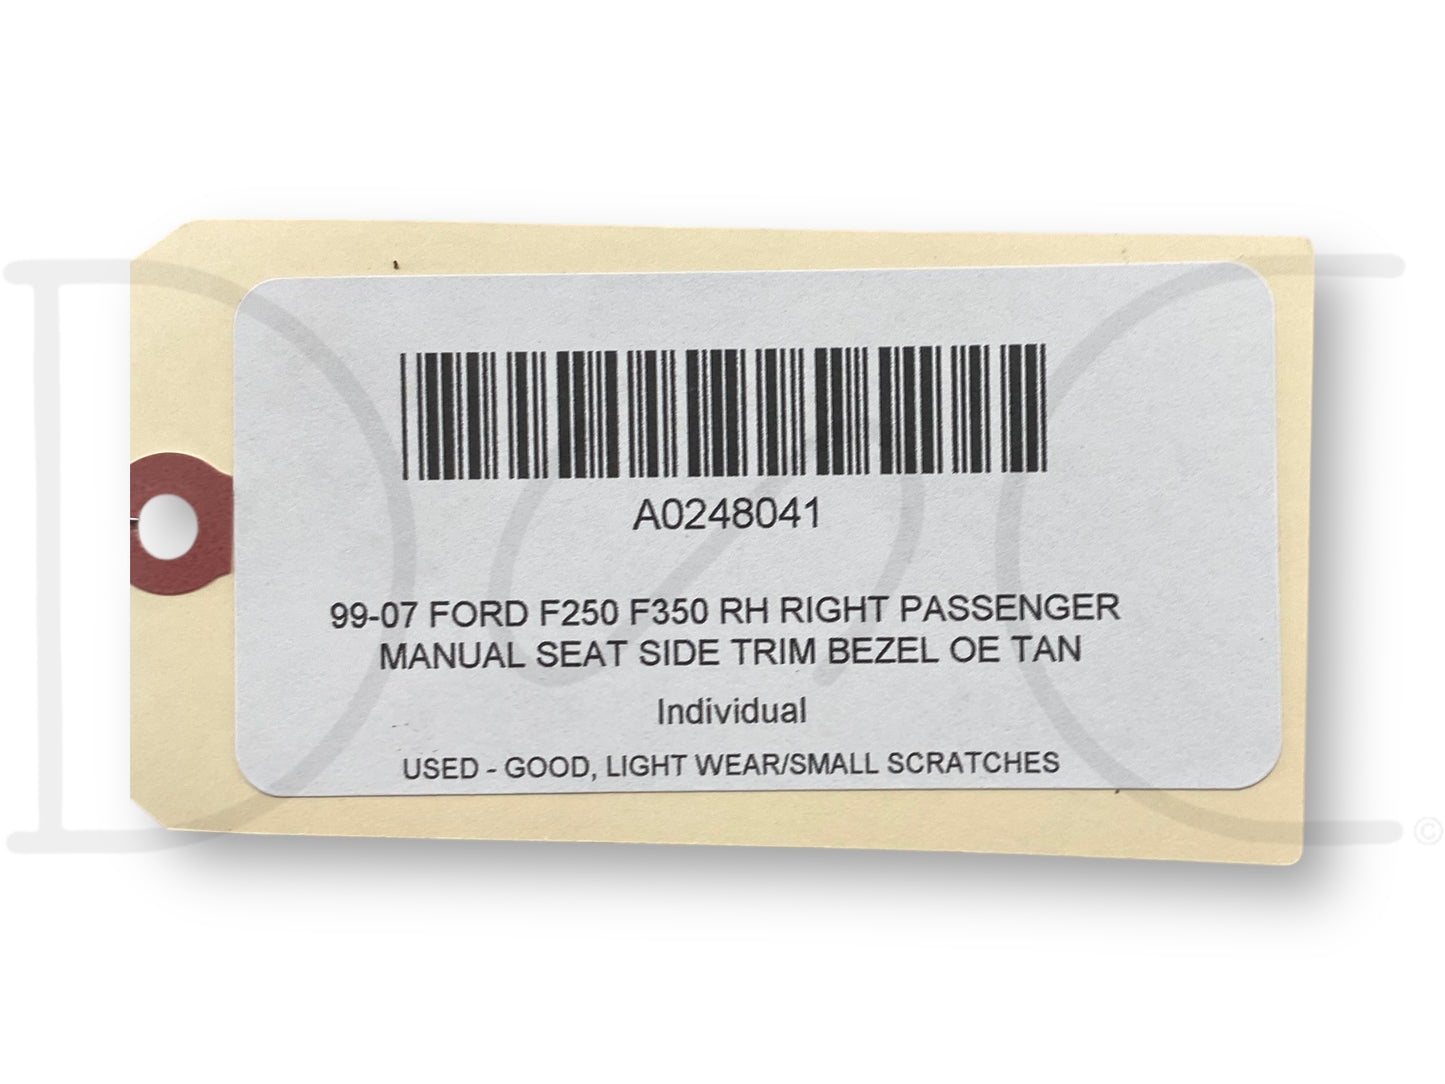 A0248041
99-07 FORD F250 F350 RH RIGHT PASSENGER
MANUAL SEAT SIDE TRIM BEZEL OE TAN
Individual
USED - GOOD, LIGHT WEAR/SMALL SCRATCHES
D2C
©